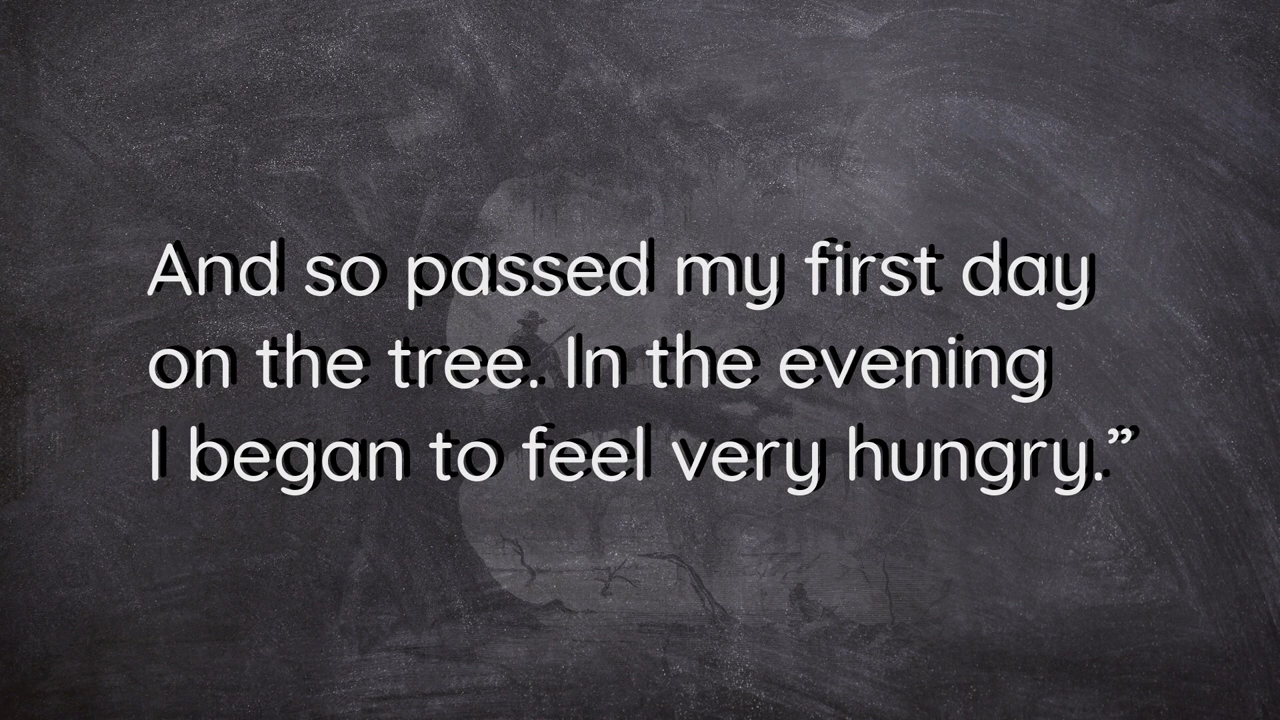 And so passed my first day
on the tree. In the evening
I began to feel very hungry.”